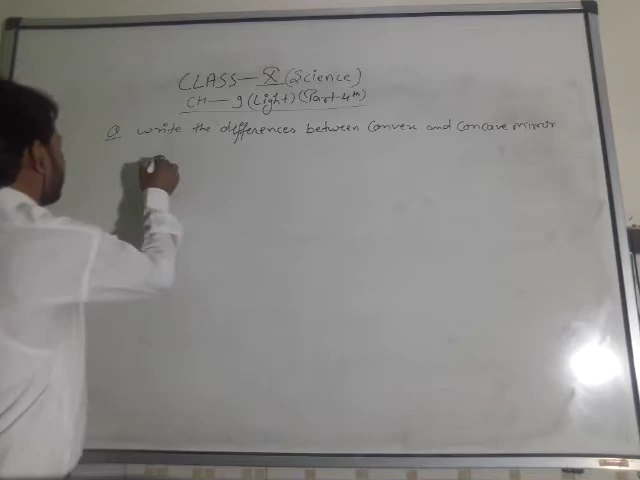 CLASS - X (Science)
CH - 9 (Light) (Part-4th)
Q write the differences between Convex and Concave mirror